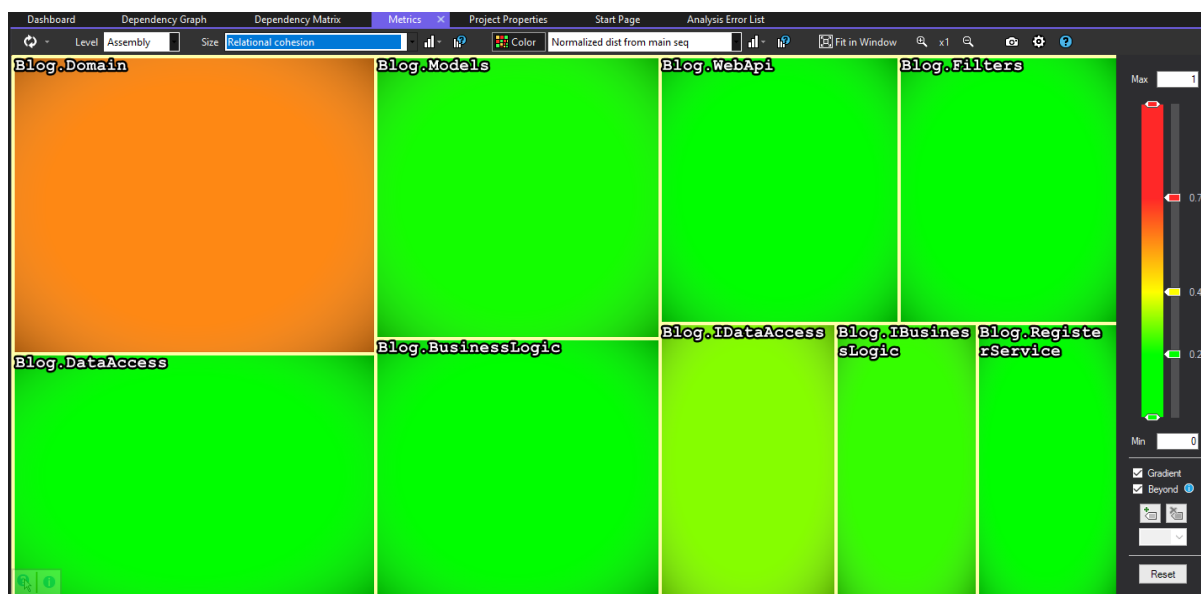 Dashboard Dependency Graph Dependency Matrix Metrics × Project Properties Start Page Analysis Error List
Level Assembly Size Relational cohesion Color Normalized dist from main seq Fit in Window x1
Blog.Domain
Blog.Models
Blog.WebApi
Blog.Filters
Max 1
0.7
0.4
0.2
Blog.DataAccess
Blog.BusinessLogic
Blog.IDataAccess
Blog.IBusines
sLogic
Blog.Registe
rService
Min 0
Gradient
Beyond
Reset